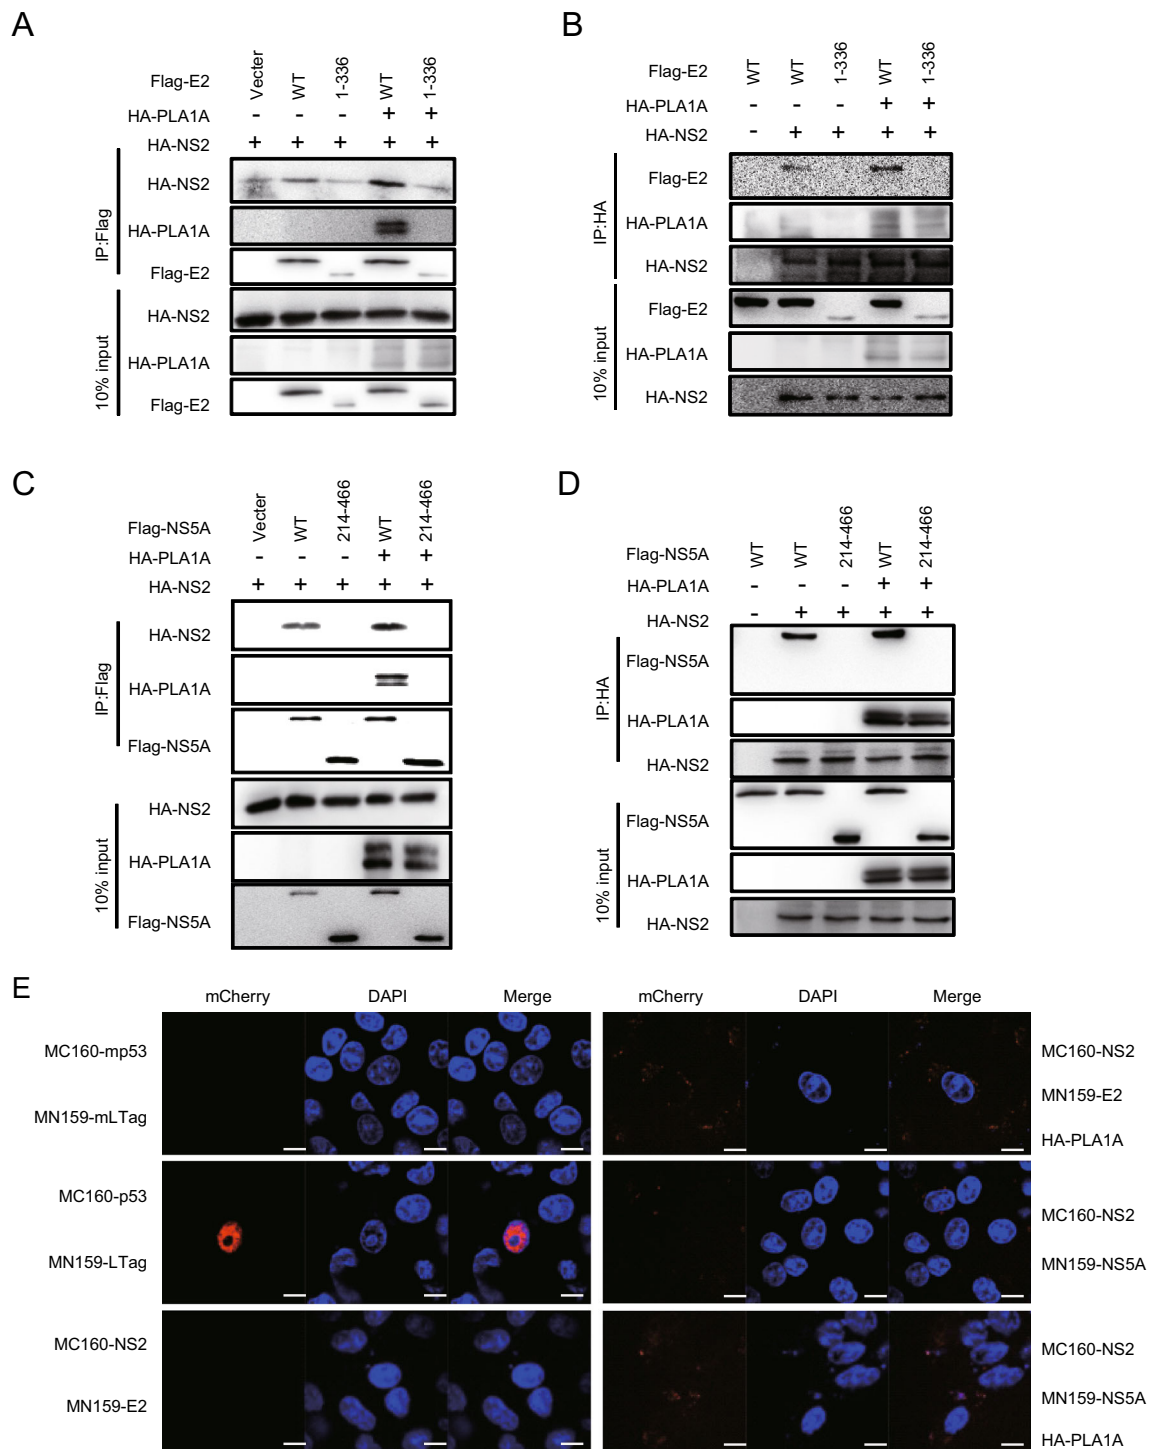 A
Flag-E2 Vecter WT 1-336 WT 1-336
HA-PLA1A - - - + +
HA-NS2 + + + + +
IP:Flag
HA-NS2
HA-PLA1A
Flag-E2
10% input
HA-NS2
HA-PLA1A
Flag-E2
B
Flag-E2 WT WT 1-336 WT 1-336
HA-PLA1A - - - + +
HA-NS2 - + + + +
IP:HA
Flag-E2
HA-PLA1A
HA-NS2
10% input
Flag-E2
HA-PLA1A
HA-NS2
C
Flag-NS5A Vecter WT 214-466 WT 214-466
HA-PLA1A - - - + +
HA-NS2 + + + + +
IP:Flag
HA-NS2
HA-PLA1A
Flag-NS5A
10% input
HA-NS2
HA-PLA1A
Flag-NS5A
D
Flag-NS5A WT WT 214-466 WT 214-466
HA-PLA1A - - - + +
HA-NS2 - + + + +
IP:HA
Flag-NS5A
HA-PLA1A
HA-NS2
10% input
Flag-NS5A
HA-PLA1A
HA-NS2
E
mCherry DAPI Merge mCherry DAPI Merge
MC160-mp53
MN159-mLTag
MC160-p53
MN159-LTag
MC160-NS2
MN159-E2
MC160-NS2
MN159-E2
HA-PLA1A
MC160-NS2
MN159-NS5A
MC160-NS2
MN159-NS5A
HA-PLA1A